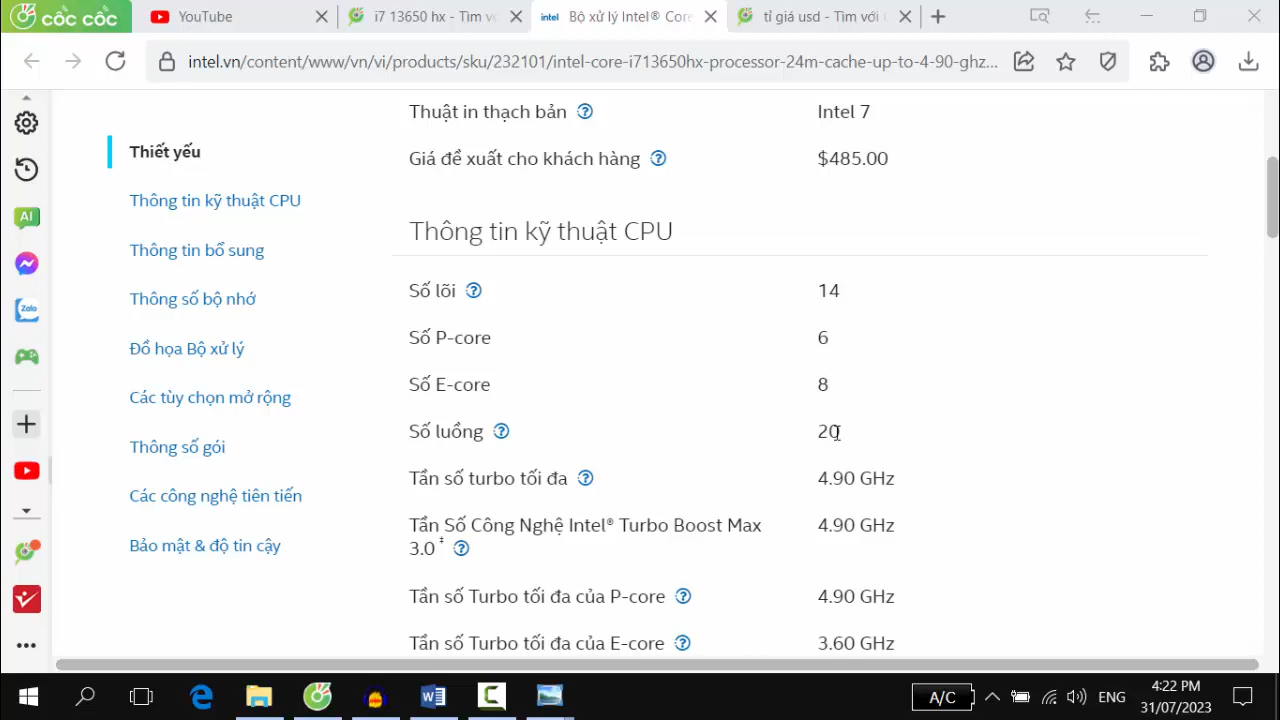 cốc cốc
YouTube
i7 13650 hx - Tìm vớ
intel
Bộ xử lý Intel® Core
tỉ giá usd - Tìm với
intel.vn/content/www/vn/vi/products/sku/232101/intel-core-i713650hx-processor-24m-cache-up-to-4-90-ghz...
AI
Zalo
Thiết yếu
Thông tin kỹ thuật CPU
Thông tin bổ sung
Thông số bộ nhớ
Đồ họa Bộ xử lý
Các tùy chọn mở rộng
Thông số gói
Các công nghệ tiên tiến
Bảo mật & độ tin cậy
Thuật in thạch bản ? Intel 7
Giá đề xuất cho khách hàng ? $485.00
Thông tin kỹ thuật CPU
Số lõi ? 14
Số P-core 6
Số E-core 8
Số luồng ? 20
Tần số turbo tối đa ? 4.90 GHz
Tần Số Công Nghệ Intel® Turbo Boost Max 4.90 GHz
3.0 ‡ ?
Tần số Turbo tối đa của P-core ? 4.90 GHz
Tần số Turbo tối đa của E-core ? 3.60 GHz
A/C
ENG
4:22 PM
31/07/2023